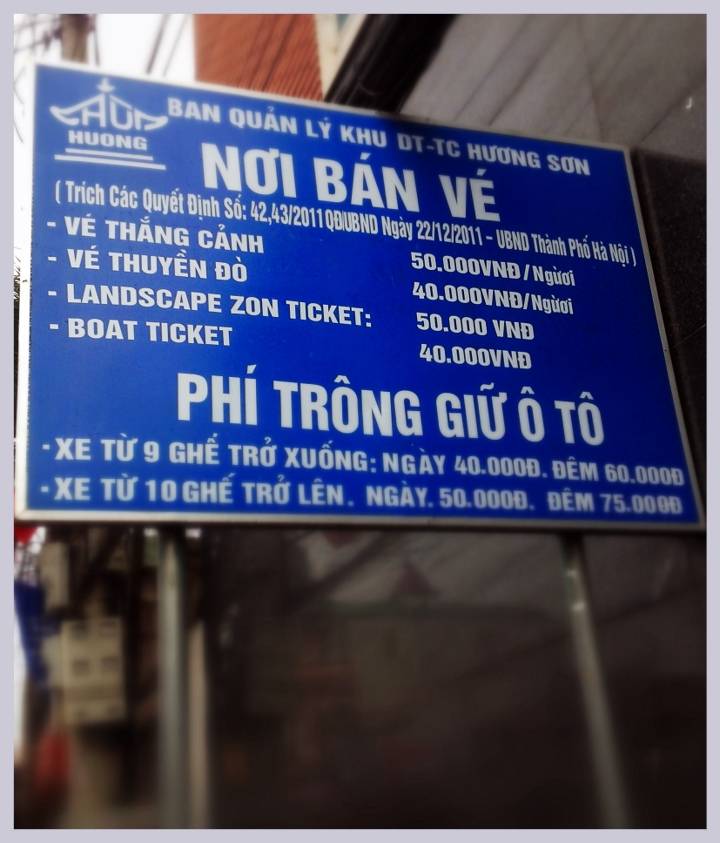 CHÙA
HUONG
BAN QUẢN LÝ KHU DT-TC HƯƠNG SƠN
NƠI BÁN VÉ
( Trích Các Quyết Định Số: 42,43/2011QĐ/UBND Ngày 22/12/2011 - UBND Thành Phố Hà Nội )
- VÉ THẮNG CẢNH 50.000VNĐ/Người
- VÉ THUYỀN ĐÒ 40.000VNĐ/Người
- LANDSCAPE ZON TICKET: 50.000 VNĐ
- BOAT TICKET 40.000VNĐ
PHÍ TRÔNG GIỮ Ô TÔ
- XE TỪ 9 GHẾ TRỞ XUỐNG: NGÀY 40.000Đ. ĐÊM 60.000Đ
- XE TỪ 10 GHẾ TRỞ LÊN. NGÀY. 50.000Đ. ĐÊM 75.000Đ